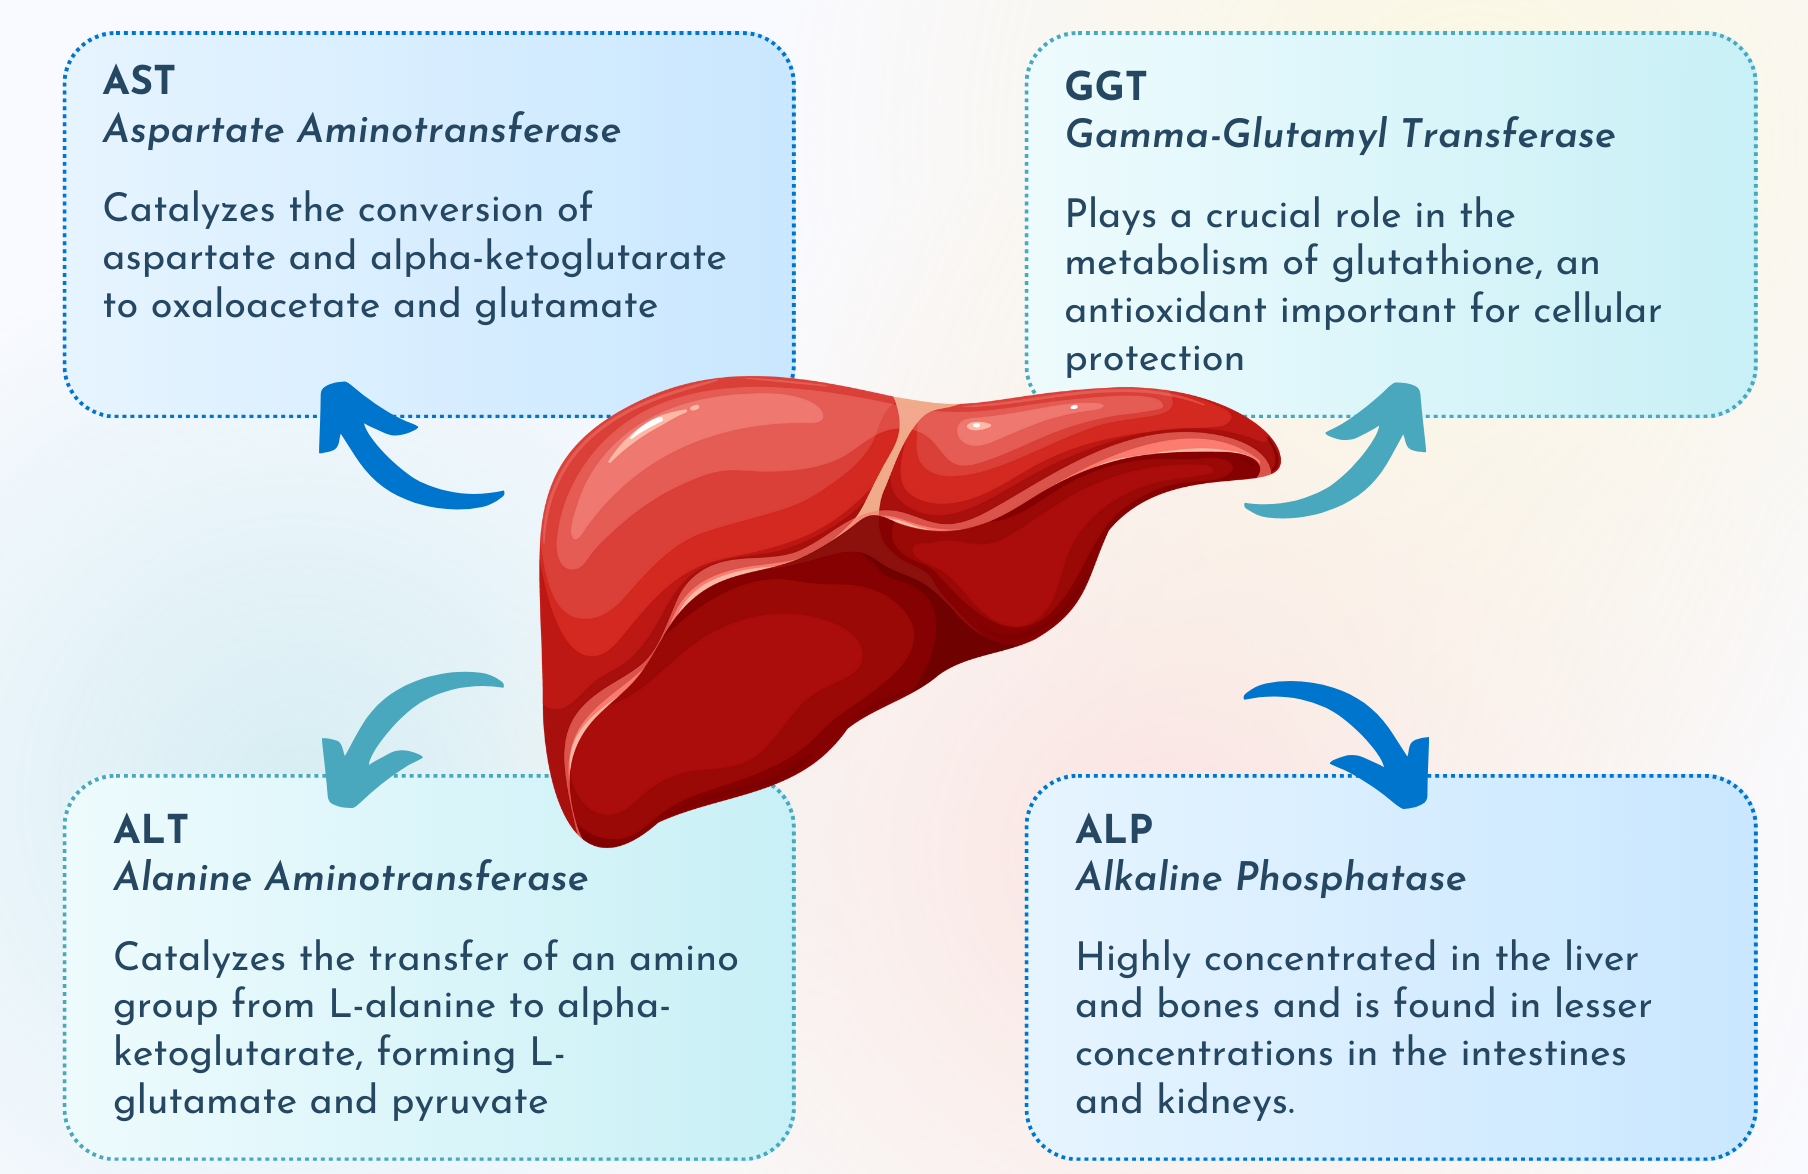 AST
Aspartate Aminotransferase
Catalyzes the conversion of
aspartate and alpha-ketoglutarate
to oxaloacetate and glutamate
GGT
Gamma-Glutamyl Transferase
Plays a crucial role in the
metabolism of glutathione, an
antioxidant important for cellular
protection
ALT
Alanine Aminotransferase
Catalyzes the transfer of an amino
group from L-alanine to alpha-
ketoglutarate, forming L-
glutamate and pyruvate
ALP
Alkaline Phosphatase
Highly concentrated in the liver
and bones and is found in lesser
concentrations in the intestines
and kidneys.